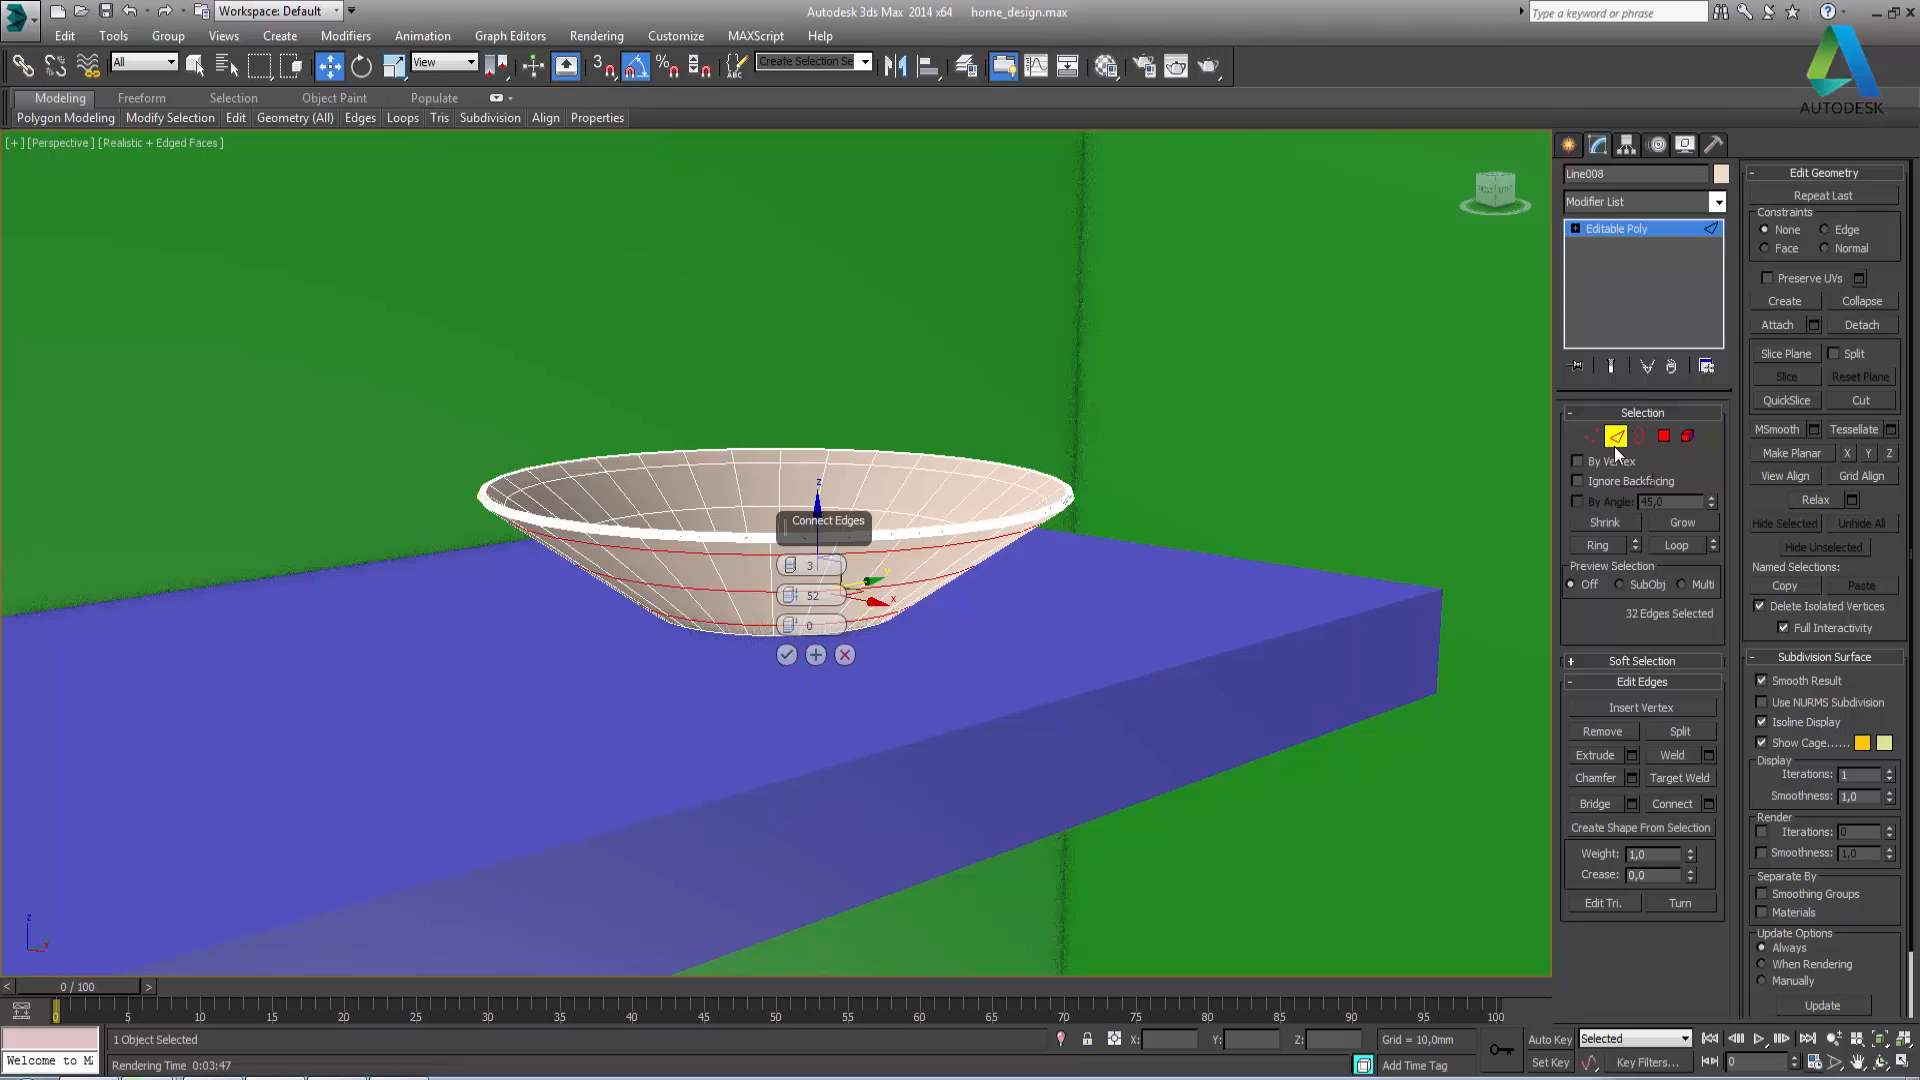 Workspace: Default
Autodesk 3ds Max 2014 x64 home_design.max
Type a keyword or phrase
Edit Tools Group Views Create Modifiers Animation Graph Editors Rendering Customize MAXScript Help
All
View
3
Create Selection Se
AUTODESK
Modeling Freeform Selection Object Paint Populate
Polygon Modeling Modify Selection Edit Geometry (All) Edges Loops Tris Subdivision Align Properties
[+] [Perspective] [Realistic + Edged Faces]
z
Connect Edges
3
52
0
y
x
Line008
Modifier List
Editable Poly
Selection
By Vertex
Ignore Backfacing
By Angle: 45,0
Shrink Grow
Ring Loop
Preview Selection
Off SubObj Multi
32 Edges Selected
Soft Selection
Edit Edges
Insert Vertex
Remove Split
Extrude Weld
Chamfer Target Weld
Bridge Connect
Create Shape From Selection
Weight: 1,0
Crease: 0,0
Edit Tri. Turn
Edit Geometry
Repeat Last
Constraints
None Edge
Face Normal
Preserve UVs
Create Collapse
Attach Detach
Slice Plane Split
Slice Reset Plane
QuickSlice Cut
MSmooth Tessellate
Make Planar X Y Z
View Align Grid Align
Relax
Hide Selected Unhide All
Hide Unselected
Named Selections:
Copy Paste
Delete Isolated Vertices
Full Interactivity
Subdivision Surface
Smooth Result
Use NURMS Subdivision
Isoline Display
Show Cage......
Display
Iterations: 1
Smoothness: 1,0
Render
Iterations: 0
Smoothness: 1,0
Separate By
Smoothing Groups
Materials
Update Options
Always
When Rendering
Manually
Update
z
x
< 0 / 100 >
0 5 10 15 20 25 30 35 40 45 50 55 60 65 70 75 80 85 90 95 100
1 Object Selected
X: Y: Z: Grid = 10,0mm
Auto Key Selected
Welcome to M
Rendering Time 0:03:47
Add Time Tag
Set Key Key Filters... 0